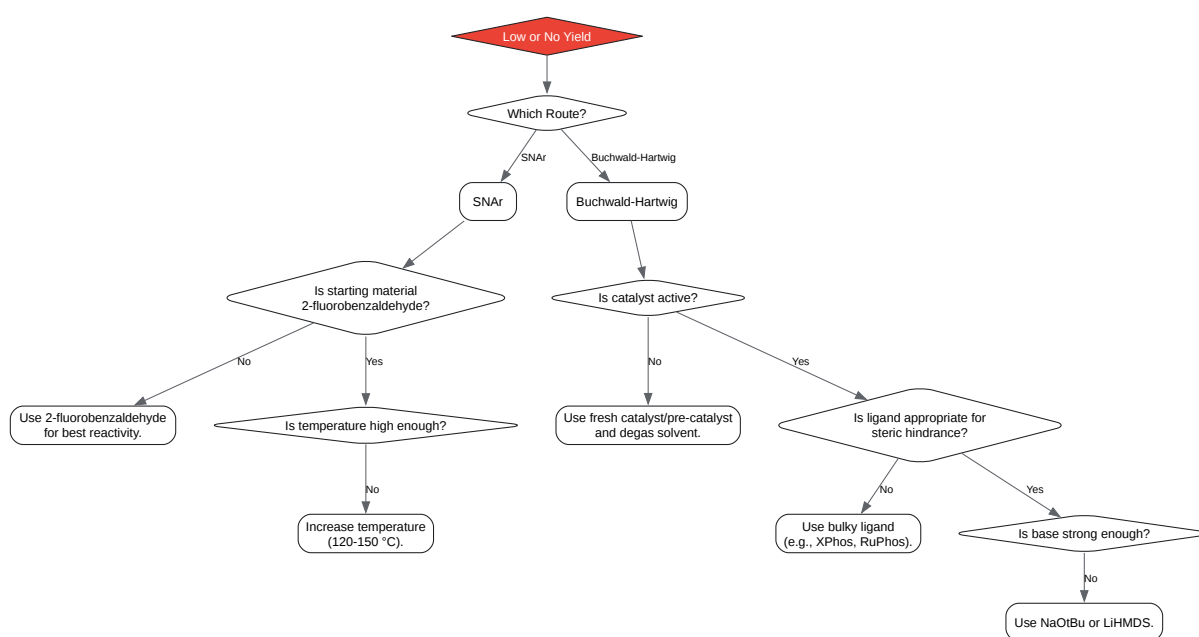 Low or No Yield
Which Route?
SNAr
Buchwald-Hartwig
SNAr
Buchwald-Hartwig
Is starting material
2-fluorobenzaldehyde?
Is catalyst active?
No
Yes
No
Yes
Use 2-fluorobenzaldehyde
for best reactivity.
Is temperature high enough?
Use fresh catalyst/pre-catalyst
and degas solvent.
Is ligand appropriate for
steric hindrance?
No
No
Yes
Increase temperature
(120-150 °C).
Use bulky ligand
(e.g., XPhos, RuPhos).
Is base strong enough?
No
Use NaOtBu or LiHMDS.